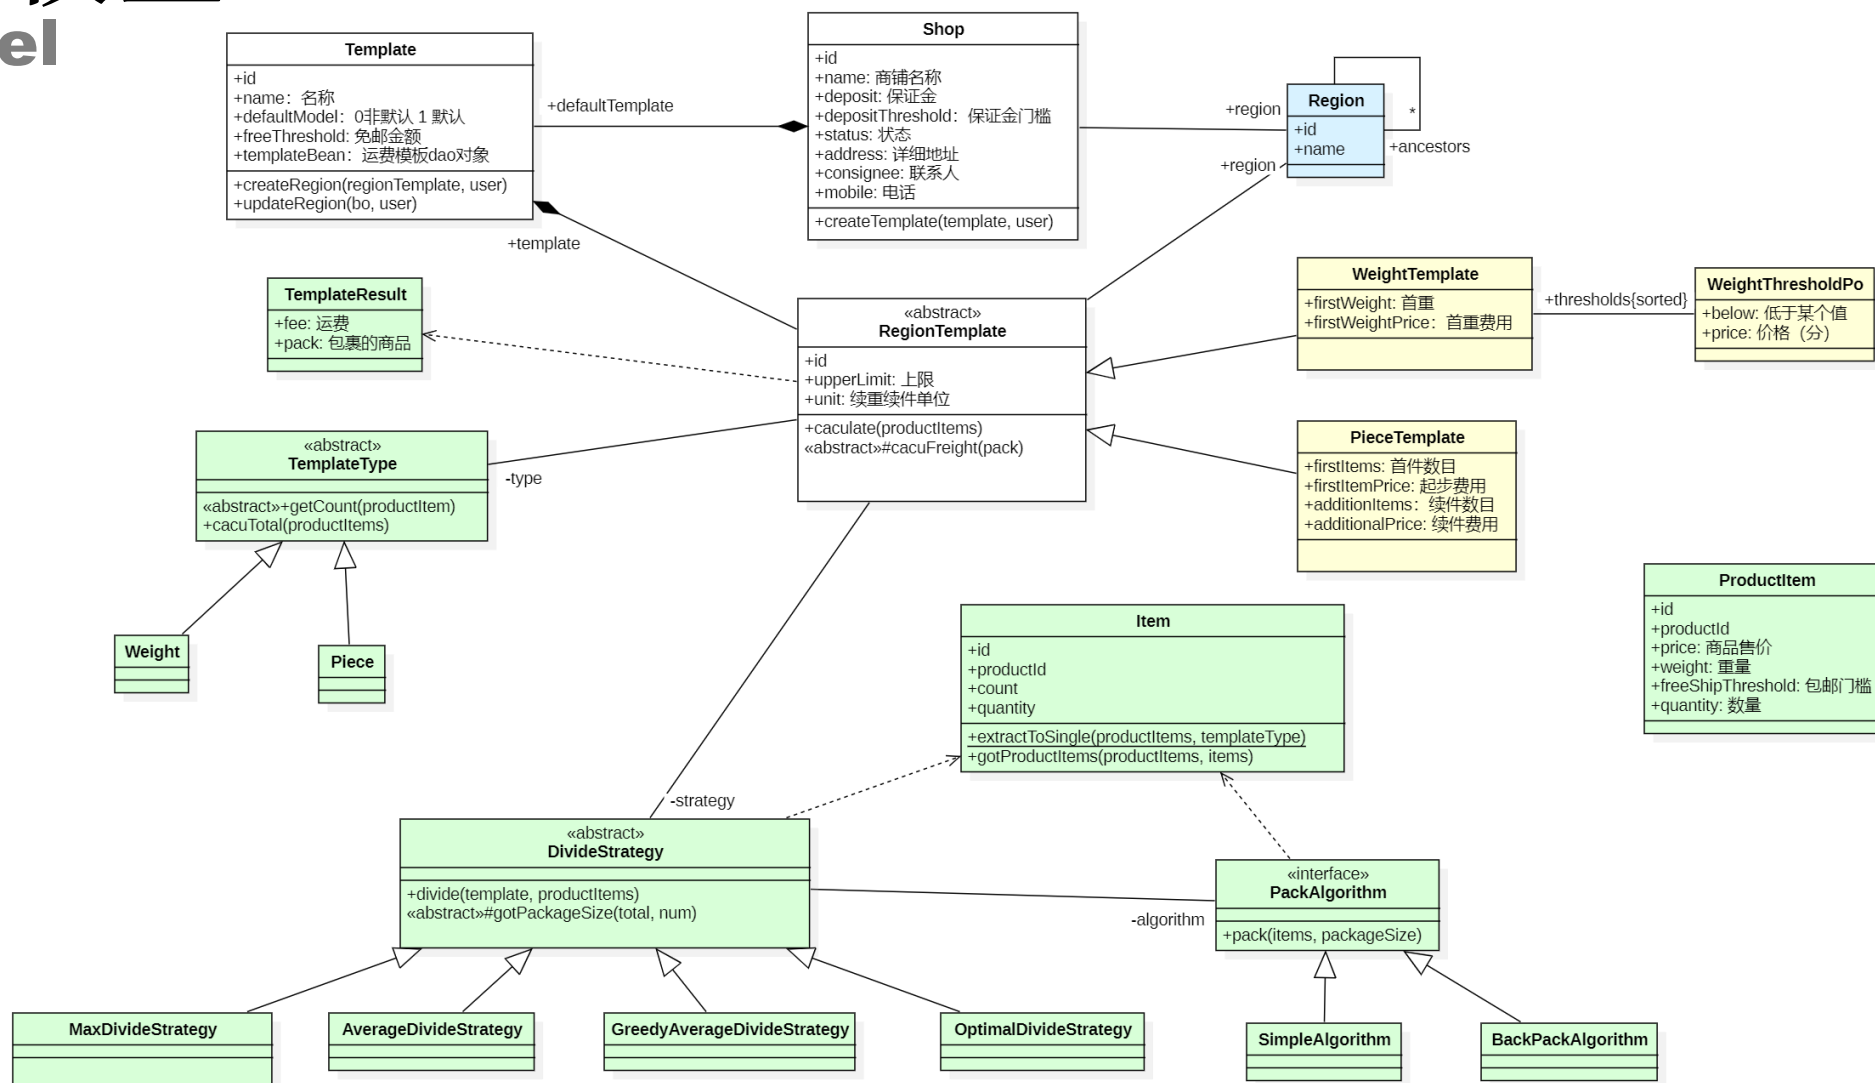 el
Template
+id
+name：名称
+defaultModel：0非默认 1 默认
+freeThreshold: 免邮金额
+templateBean：运费模板dao对象
+createRegion(regionTemplate, user)
+updateRegion(bo, user)
+defaultTemplate
+template
Shop
+id
+name: 商铺名称
+deposit: 保证金
+depositThreshold：保证金门槛
+status: 状态
+address: 详细地址
+consignee: 联系人
+mobile: 电话
+createTemplate(template, user)
+region
+region
Region
+id
+name
*
+ancestors
TemplateResult
+fee: 运费
+pack: 包裹的商品
«abstract»
RegionTemplate
+id
+upperLimit: 上限
+unit: 续重续件单位
+caculate(productItems)
«abstract»#cacuFreight(pack)
WeightTemplate
+firstWeight: 首重
+firstWeightPrice：首重费用
+thresholds{sorted}
WeightThresholdPo
+below: 低于某个值
+price: 价格（分）
«abstract»
TemplateType
«abstract»+getCount(productItem)
+cacuTotal(productItems)
-type
PieceTemplate
+firstItems: 首件数目
+firstItemPrice: 起步费用
+additionItems：续件数目
+additionalPrice: 续件费用
Weight
Piece
Item
+id
+productId
+count
+quantity
+extractToSingle(productItems, templateType)
+gotProductItems(productItems, items)
ProductItem
+id
+productId
+price: 商品售价
+weight: 重量
+freeShipThreshold: 包邮门槛
+quantity: 数量
-strategy
«abstract»
DivideStrategy
+divide(template, productItems)
«abstract»#gotPackageSize(total, num)
-algorithm
«interface»
PackAlgorithm
+pack(items, packageSize)
MaxDivideStrategy
AverageDivideStrategy
GreedyAverageDivideStrategy
OptimalDivideStrategy
SimpleAlgorithm
BackPackAlgorithm